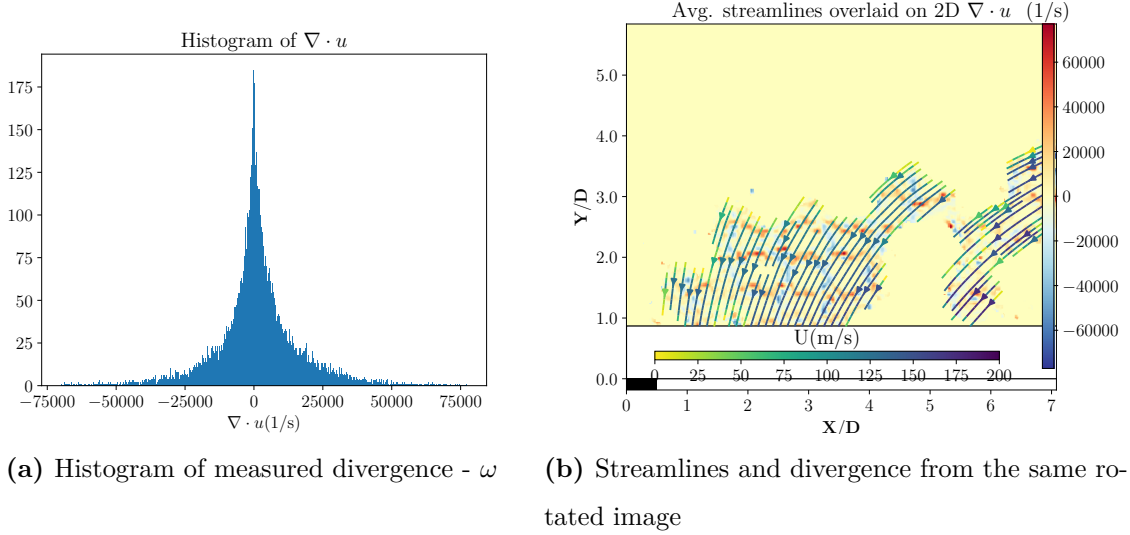 Histogram of ∇ · u
175
150
125
100
75
50
25
0
−75000 −50000 −25000 0 25000 50000 75000
∇ · u(1/s)
(a) Histogram of measured divergence - ω
Avg. streamlines overlaid on 2D ∇ · u (1/s)
5.0
4.0
3.0
2.0
1.0
0.0
Y/D
60000
40000
20000
0
−20000
−40000
−60000
U(m/s)
0 25 50 75 100 125 150 175 200
0 1 2 3 4 5 6 7
X/D
(b) Streamlines and divergence from the same ro-
tated image